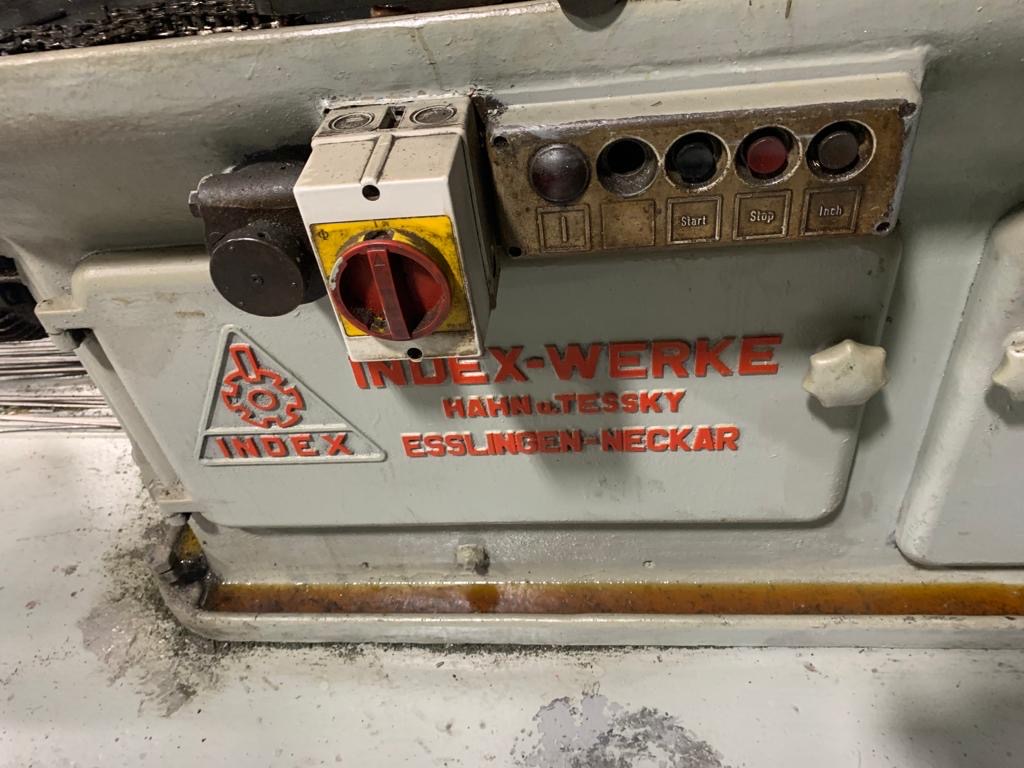 Start
Stop
Inch
INDEX-WERKE
HAHN u. TESSKY
ESSLINGEN-NECKAR
INDEX